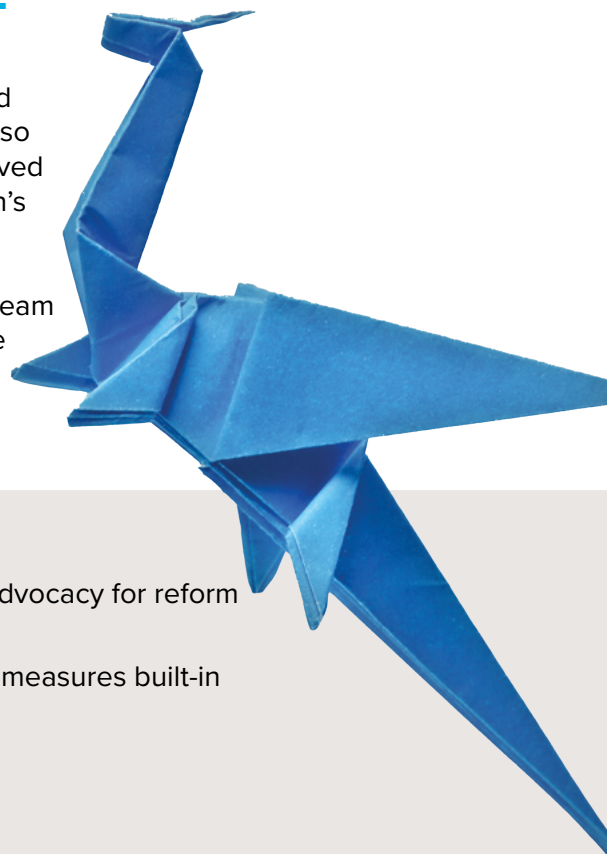 d
so
ved
n's
eam
e
dvocacy for reform
measures built-in